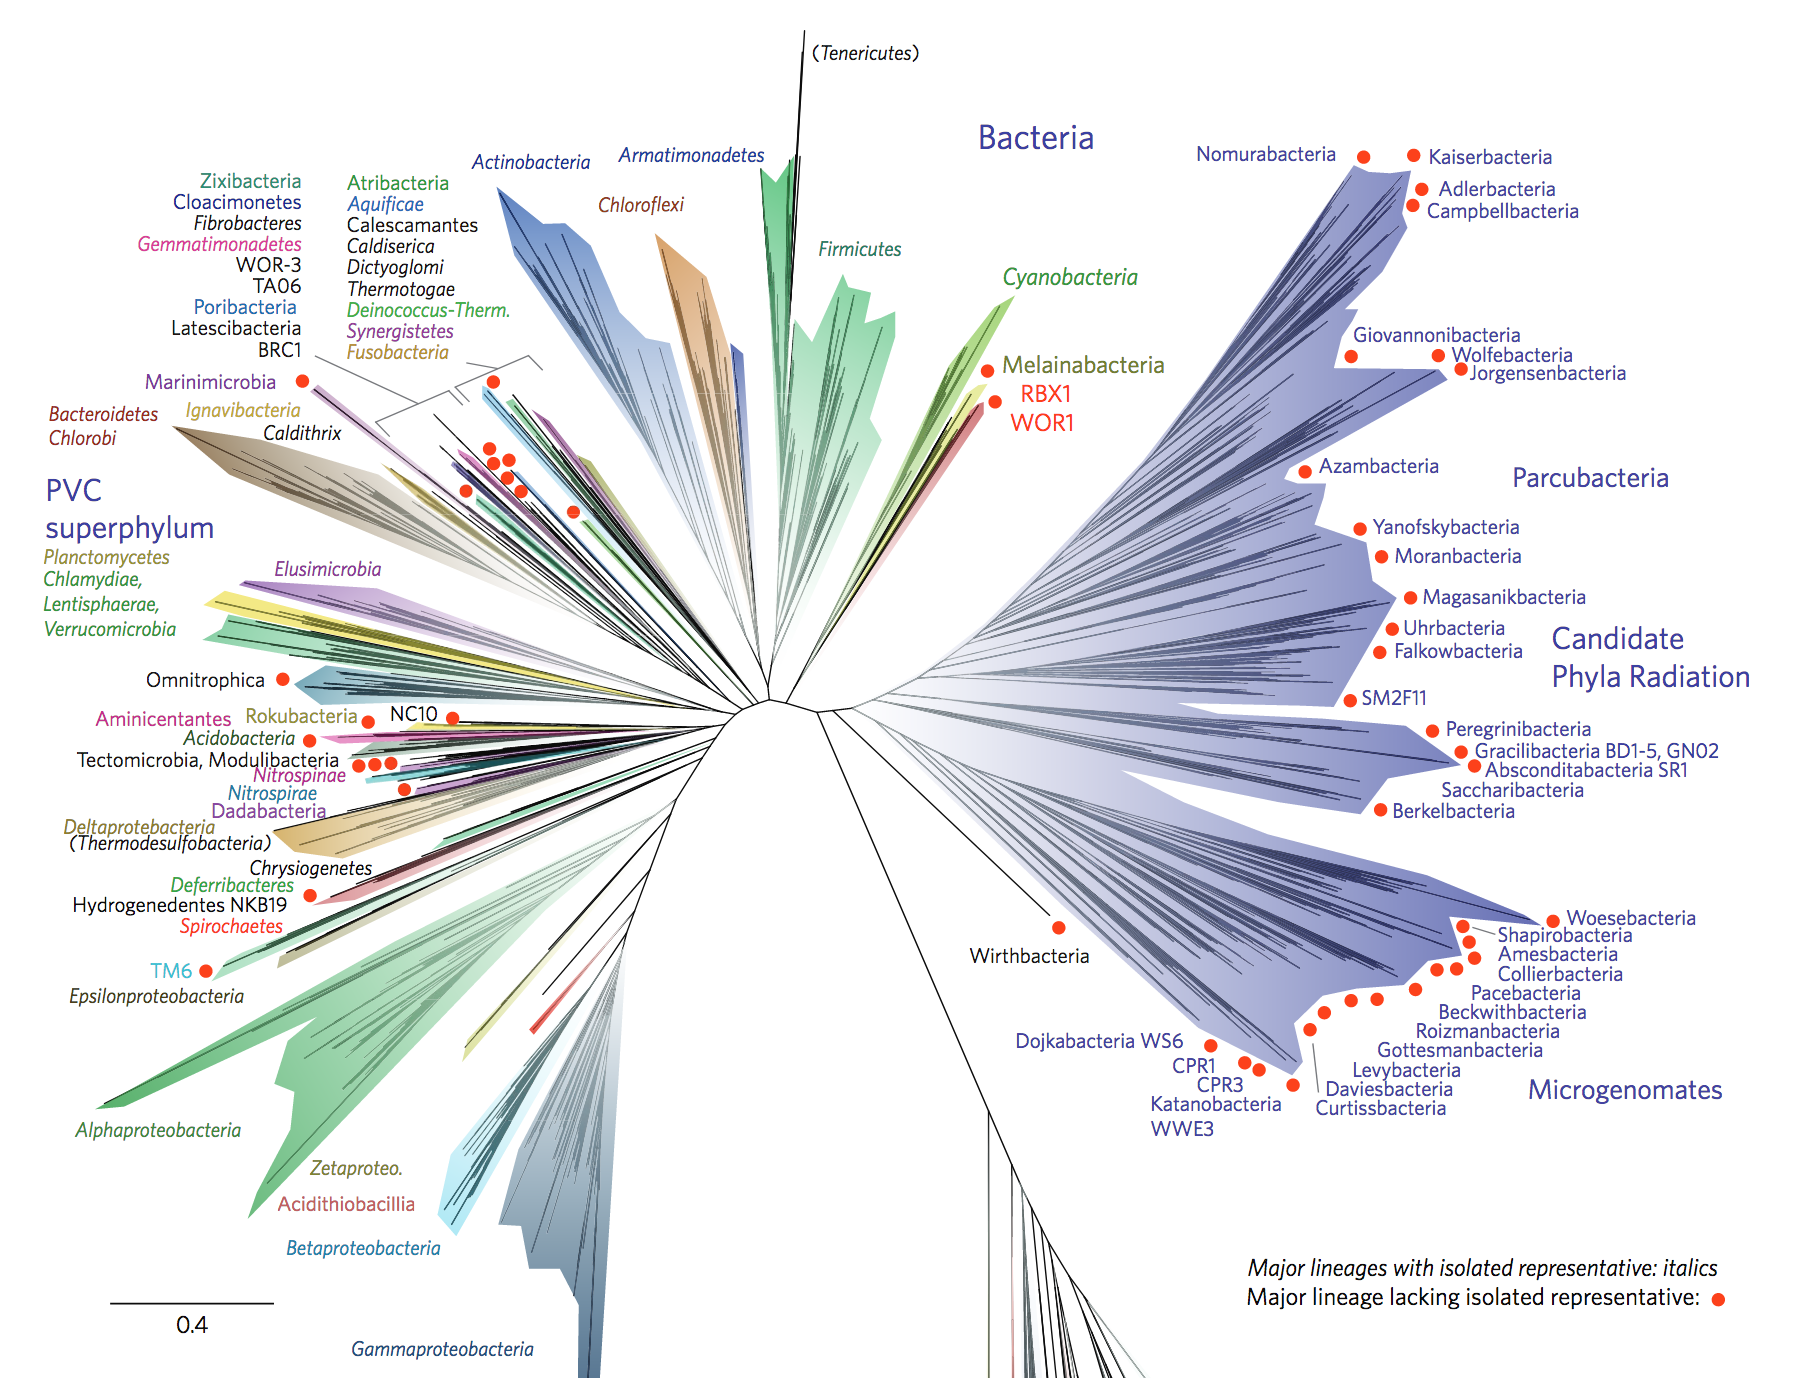 (Tenericutes)
Bacteria
Actinobacteria
Armatimonadetes
Nomurabacteria
Kaiserbacteria
Adlerbacteria
Campbellbacteria
Zixibacteria
Cloacimonetes
Fibrobacteres
Gemmatimonadetes
WOR-3
TA06
Poribacteria
Latescibacteria
BRC1
Atribacteria
Aquificae
Calescamantes
Caldiserica
Dictyoglomi
Thermotogae
Deinococcus-Therm.
Synergistetes
Fusobacteria
Chloroflexi
Firmicutes
Cyanobacteria
Melainabacteria
RBX1
WOR1
Giovannonibacteria
Wolfebacteria
Jorgensenbacteria
Marinimicrobia
Bacteroidetes
Chlorobi
Ignavibacteria
Caldithrix
Azambacteria
Parcubacteria
PVC
superphylum
Planctomycetes
Chlamydiae,
Lentisphaerae,
Verrucomicrobia
Elusimicrobia
Yanofskybacteria
Moranbacteria
Magasanikbacteria
Uhrbacteria
Falkowbacteria
Candidate
Phyla Radiation
SM2F11
Omnitrophica
Aminicentantes
Rokubacteria
NC10
Acidobacteria
Tectomicrobia, Modulibacteria
Nitrospinae
Nitrospirae
Dadabacteria
Deltaprotebacteria
(Thermodesulfobacteria)
Chrysiogenetes
Deferribacteres
Hydrogenedentes NKB19
Spirochaetes
TM6
Epsilonproteobacteria
Peregrinibacteria
Gracilibacteria BD1-5, GN02
Absconditabacteria SR1
Saccharibacteria
Berkelbacteria
Woesebacteria
Shapirobacteria
Amesbacteria
Collierbacteria
Pacebacteria
Beckwithbacteria
Roizmanbacteria
Gottesmanbacteria
Levybacteria
Daviesbacteria
Curtissbacteria
Microgenomates
Wirthbacteria
Dojkabacteria WS6
CPR1
CPR3
Katanobacteria
WWE3
Alphaproteobacteria
Zetaproteo.
Acidithiobacillia
Betaproteobacteria
Gammaproteobacteria
0.4
Major lineages with isolated representative: italics
Major lineage lacking isolated representative: